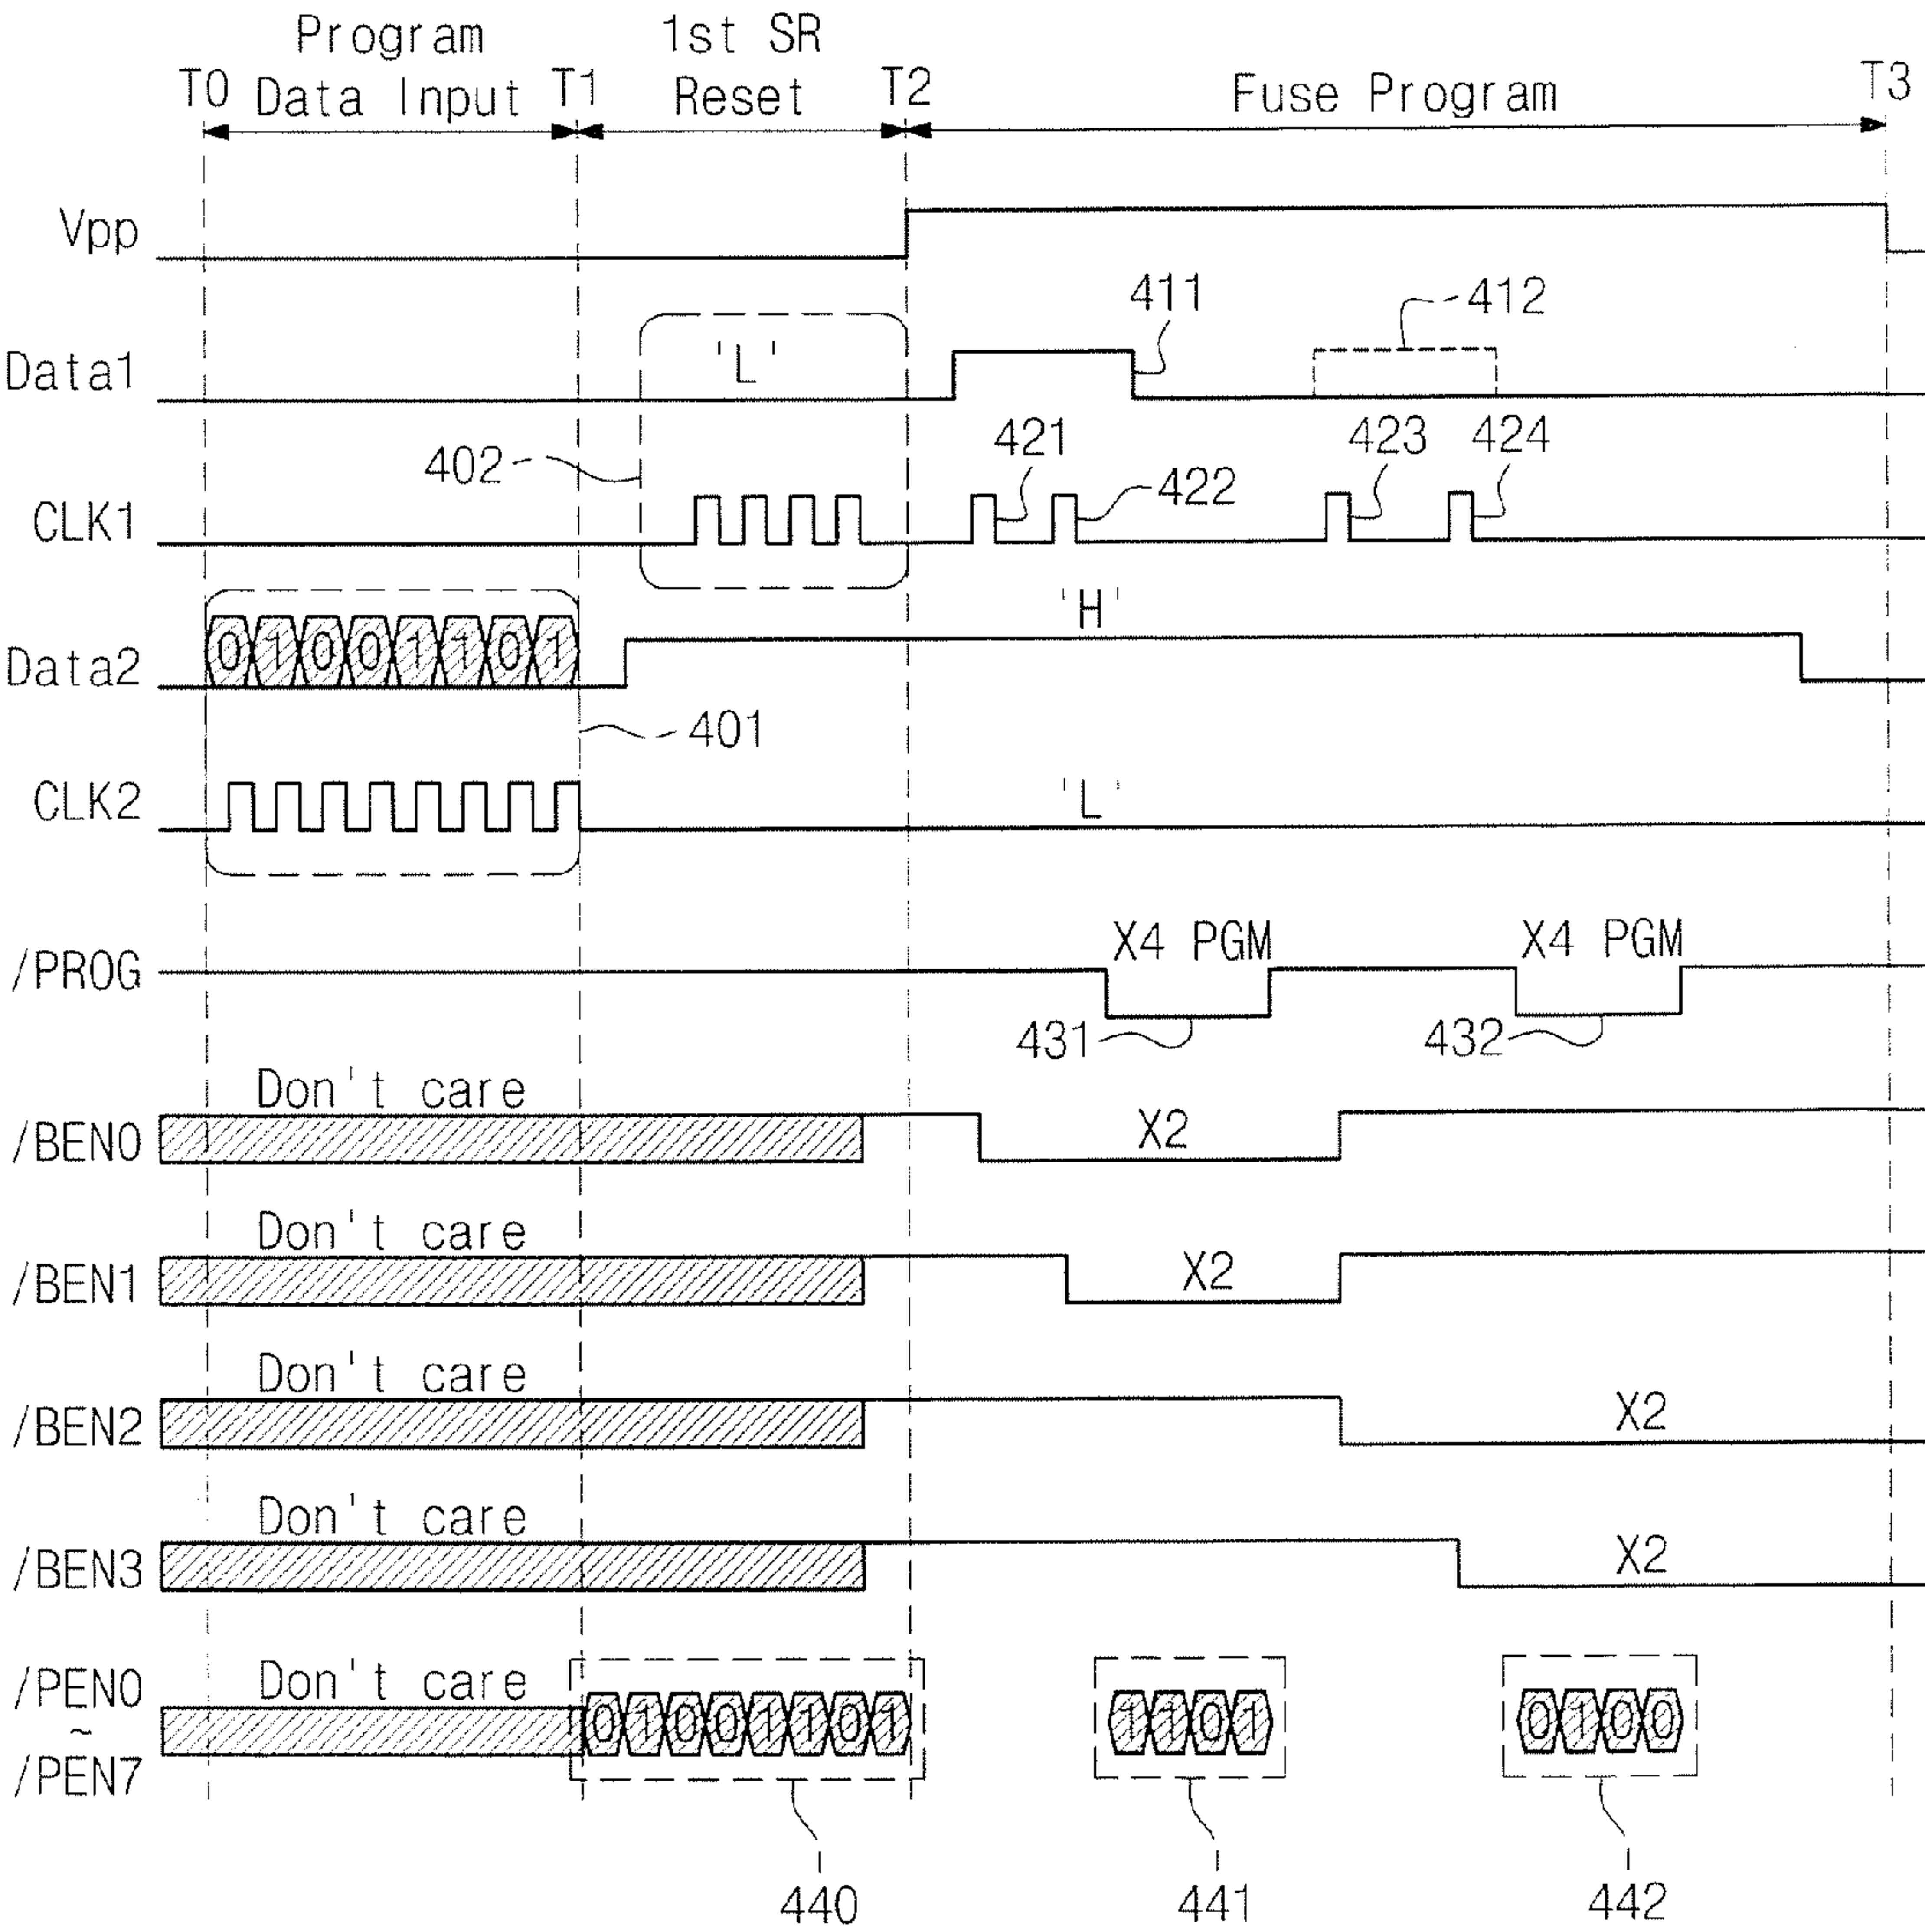 Program 1st SR
T0 Data Input T1 Reset T2 Fuse Program T3
Vpp
411 412
Data1 'L'
402 421 423 424
CLK1 422
'H'
Data2 0 1 0 0 1 1 0 1
401
CLK2 'L'
X4 PGM X4 PGM
/PROG
431 432
Don't care
/BEN0 X2
Don't care
/BEN1 X2
Don't care
/BEN2 X2
Don't care
/BEN3 X2
/PEN0 Don't care
~ 0 1 0 0 1 1 0 1 1 1 0 1 0 1 0 0
/PEN7
440 441 442